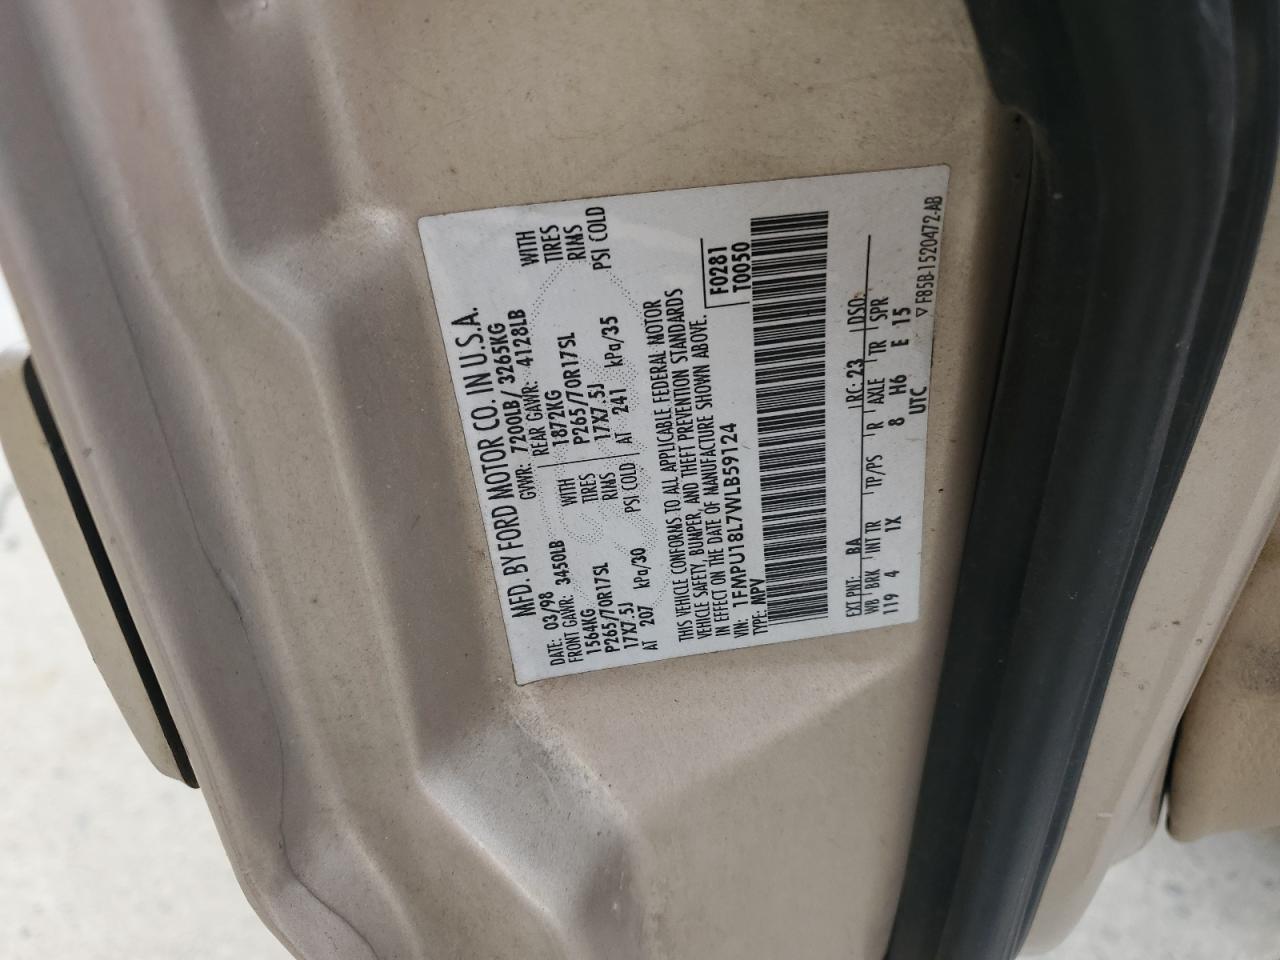 MFD. BY FORD MOTOR CO. IN U.S.A.
DATE: 03/98 GVWR: 7200LB/ 3265KG
FRONT GAWR: 3450LB REAR GAWR: 4128LB
1564KG WITH 1872KG WITH
P265/70R17SL TIRES P265/70R17SL TIRES
17X7.5J RIMS 17X7.5J RIMS
AT 207 kPa/30 PSI COLD AT 241 kPa/35 PSI COLD
THIS VEHICLE CONFORMS TO ALL APPLICABLE FEDERAL MOTOR
VEHICLE SAFETY, BUMPER, AND THEFT PREVENTION STANDARDS
IN EFFECT ON THE DATE OF MANUFACTURE SHOWN ABOVE.
VIN: 1FMPU18L7WLB59124 F0281
TYPE: MPV T0050
EXT PNT: BA RC: 23 DSO:
WB BRK INT TR TP/PS R AXLE TR SPR
119 4 1X 8 H6 E 15
UTC ▽ F85B-1520472-AB